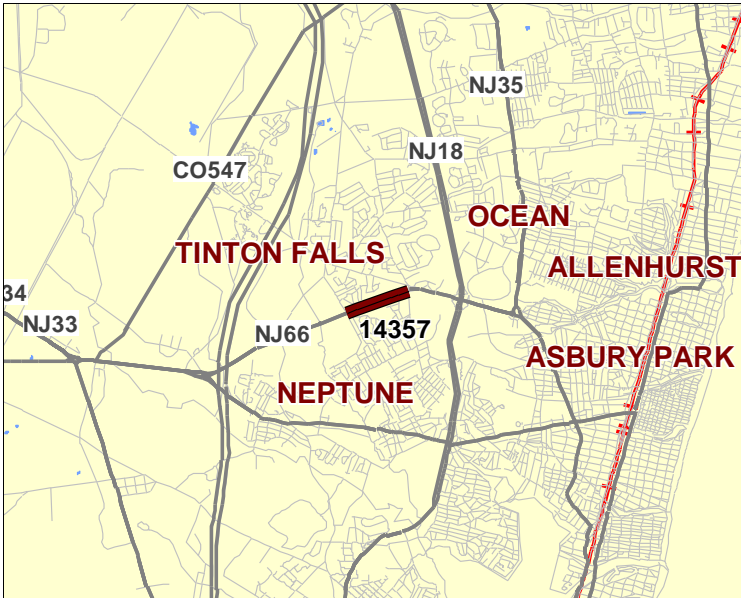 NJ35
NJ18
CO547
OCEAN
TINTON FALLS
ALLENHURST
34
NJ33
NJ66
14357
ASBURY PARK
NEPTUNE